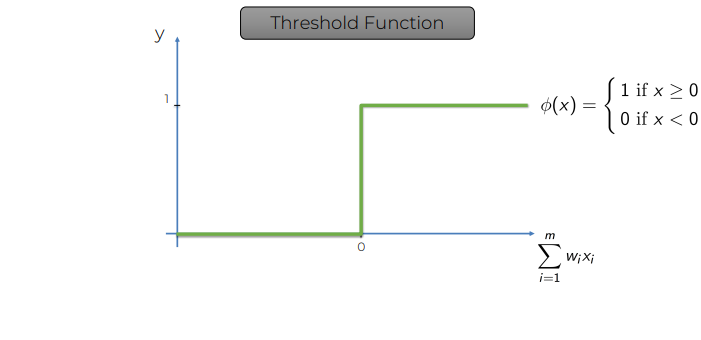 Threshold Function
y
1
ϕ(x) = { 1 if x ≥ 0
0 if x < 0
0
m
∑ wᵢxᵢ
i=1